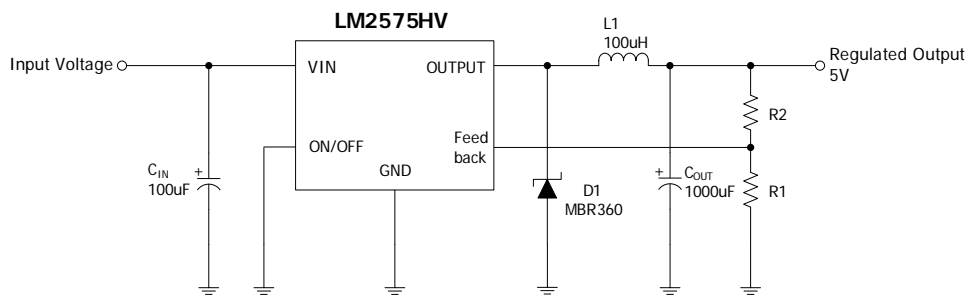 LM2575HV
L1
100uH
Input Voltage
VIN
OUTPUT
Regulated Output
5V
R2
ON/OFF
Feed
back
GND
CIN
100uF
+
D1
MBR360
+
COUT
1000uF
R1